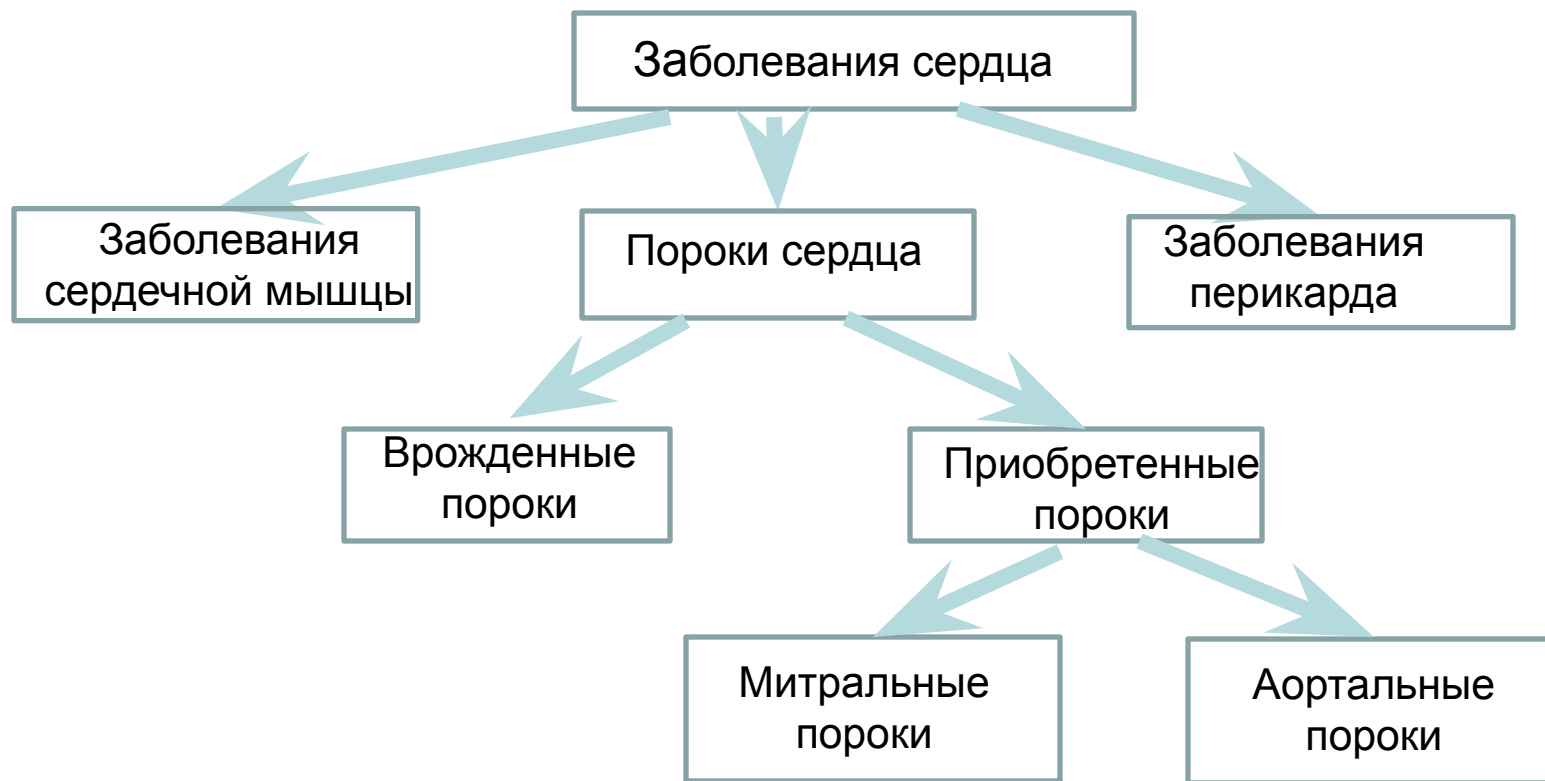 Заболевания сердца
Заболевания
сердечной мышцы
Пороки сердца
Заболевания
перикарда
Врожденные
пороки
Приобретенные
пороки
Митральные
пороки
Аортальные
пороки